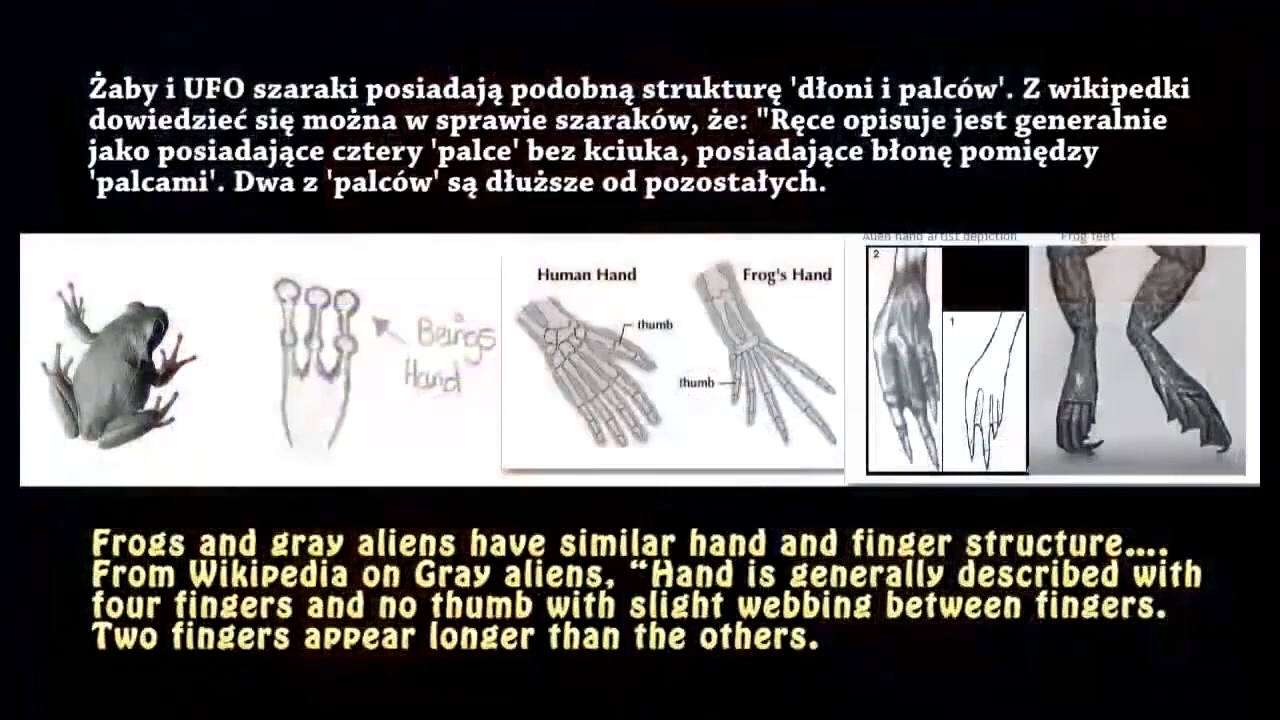 Żaby i UFO szaraki posiadają podobną strukturę 'dłoni i palców'. Z wikipedki
dowiedzieć się można w sprawie szaraków, że: "Ręce opisuje jest generalnie
jako posiadające cztery 'palce' bez kciuka, posiadające błonę pomiędzy
'palcami'. Dwa z 'palców' są dłuższe od pozostałych.
Alien hand artist depiction
Frog feet
Human Hand
Frog's Hand
2
thumb
1
Beings
Hand
thumb
Frogs and gray aliens have similar hand and finger structure....
From Wikipedia on Gray aliens, “Hand is generally described with
four fingers and no thumb with slight webbing between fingers.
Two fingers appear longer than the others.